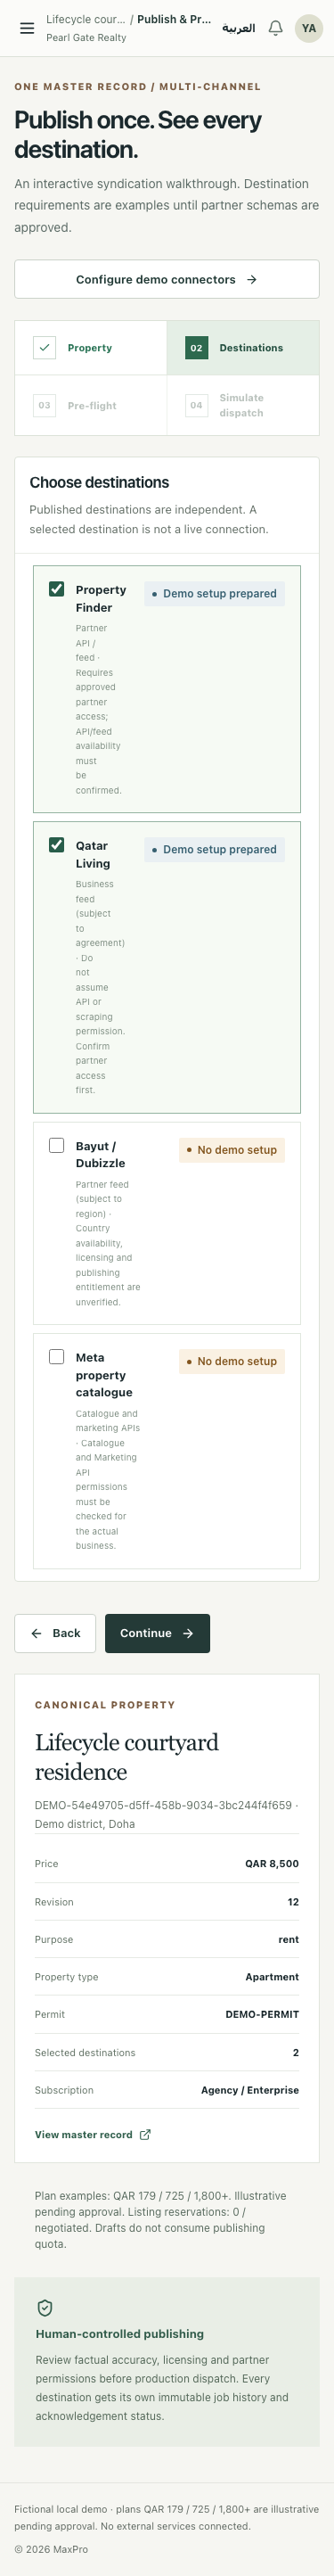 Lifecycle cour... / Publish & Pr...
العربية
YA
Pearl Gate Realty
ONE MASTER RECORD / MULTI-CHANNEL
Publish once. See every
destination.
An interactive syndication walkthrough. Destination
requirements are examples until partner schemas are
approved.
Configure demo connectors
Property
02 Destinations
03 Pre-flight
04 Simulate
dispatch
Choose destinations
Published destinations are independent. A
selected destination is not a live connection.
Property
Finder
Demo setup prepared
Partner
API /
feed ·
Requires
approved
partner
access;
API/feed
availability
must
be
confirmed.
Qatar
Living
Demo setup prepared
Business
feed
(subject
to
agreement)
· Do
not
assume
API or
scraping
permission.
Confirm
partner
access
first.
Bayut /
Dubizzle
No demo setup
Partner feed
(subject to
region) ·
Country
availability,
licensing and
publishing
entitlement are
unverified.
Meta
property
catalogue
No demo setup
Catalogue and
marketing APIs
· Catalogue
and Marketing
API
permissions
must be
checked for
the actual
business.
Back
Continue
CANONICAL PROPERTY
Lifecycle courtyard
residence
DEMO-54e49705-d5ff-458b-9034-3bc244f4f659 ·
Demo district, Doha
Price QAR 8,500
Revision 12
Purpose rent
Property type Apartment
Permit DEMO-PERMIT
Selected destinations 2
Subscription Agency / Enterprise
View master record
Plan examples: QAR 179 / 725 / 1,800+. Illustrative
pending approval. Listing reservations: 0 /
negotiated. Drafts do not consume publishing
quota.
Human-controlled publishing
Review factual accuracy, licensing and partner
permissions before production dispatch. Every
destination gets its own immutable job history and
acknowledgement status.
Fictional local demo · plans QAR 179 / 725 / 1,800+ are illustrative
pending approval. No external services connected.
© 2026 MaxPro